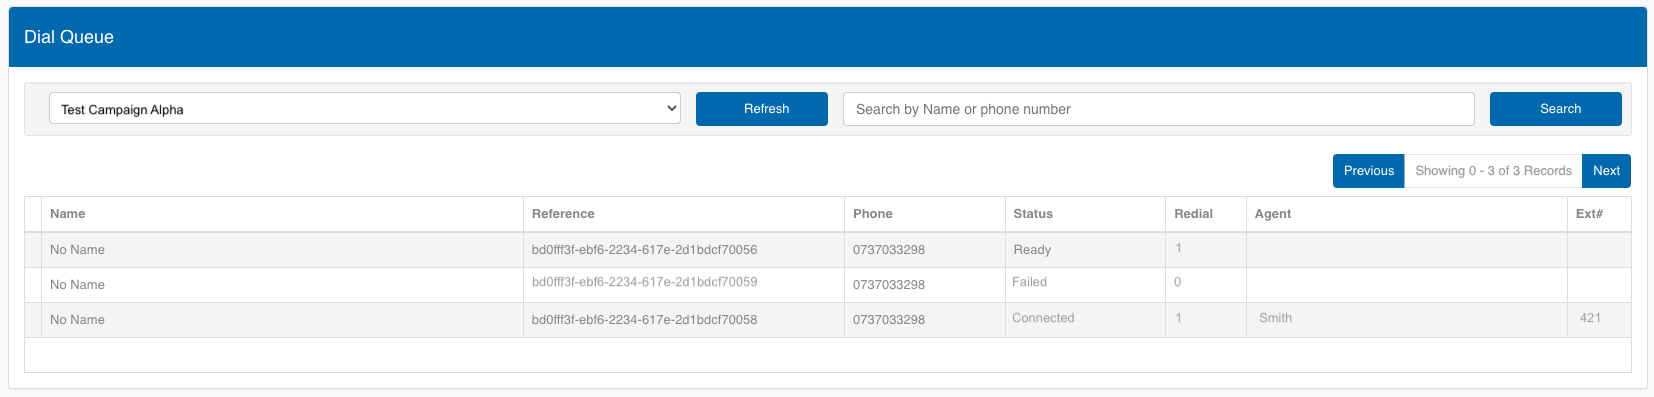 Dial Queue
Test Campaign Alpha Refresh Search by Name or phone number Search
Previous Showing 0 - 3 of 3 Records Next
Name Reference Phone Status Redial Agent Ext#
No Name bd0fff3f-ebf6-2234-617e-2d1bdcf70056 0737033298 Ready 1
No Name bd0fff3f-ebf6-2234-617e-2d1bdcf70059 0737033298 Failed 0
No Name bd0fff3f-ebf6-2234-617e-2d1bdcf70058 0737033298 Connected 1 Smith 421